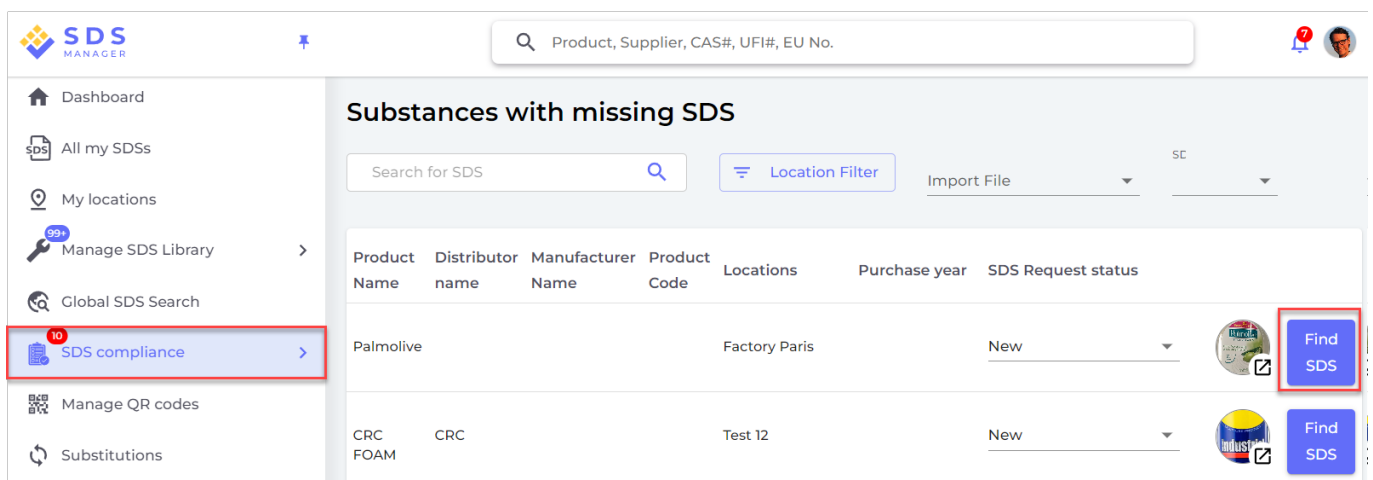 SDS
MANAGER
Product, Supplier, CAS#, UFI#, EU No.
7
Dashboard
SDS
All my SDSs
My locations
99+
Manage SDS Library
Global SDS Search
10
SDS compliance
Manage QR codes
Substitutions
Substances with missing SDS
Search for SDS
Location Filter
Import File
Product Name
Distributor name
Manufacturer Name
Product Code
Locations
Purchase year
SDS Request status
Palmolive
Factory Paris
New
Find
SDS
CRC
FOAM
CRC
Test 12
New
Find
SDS